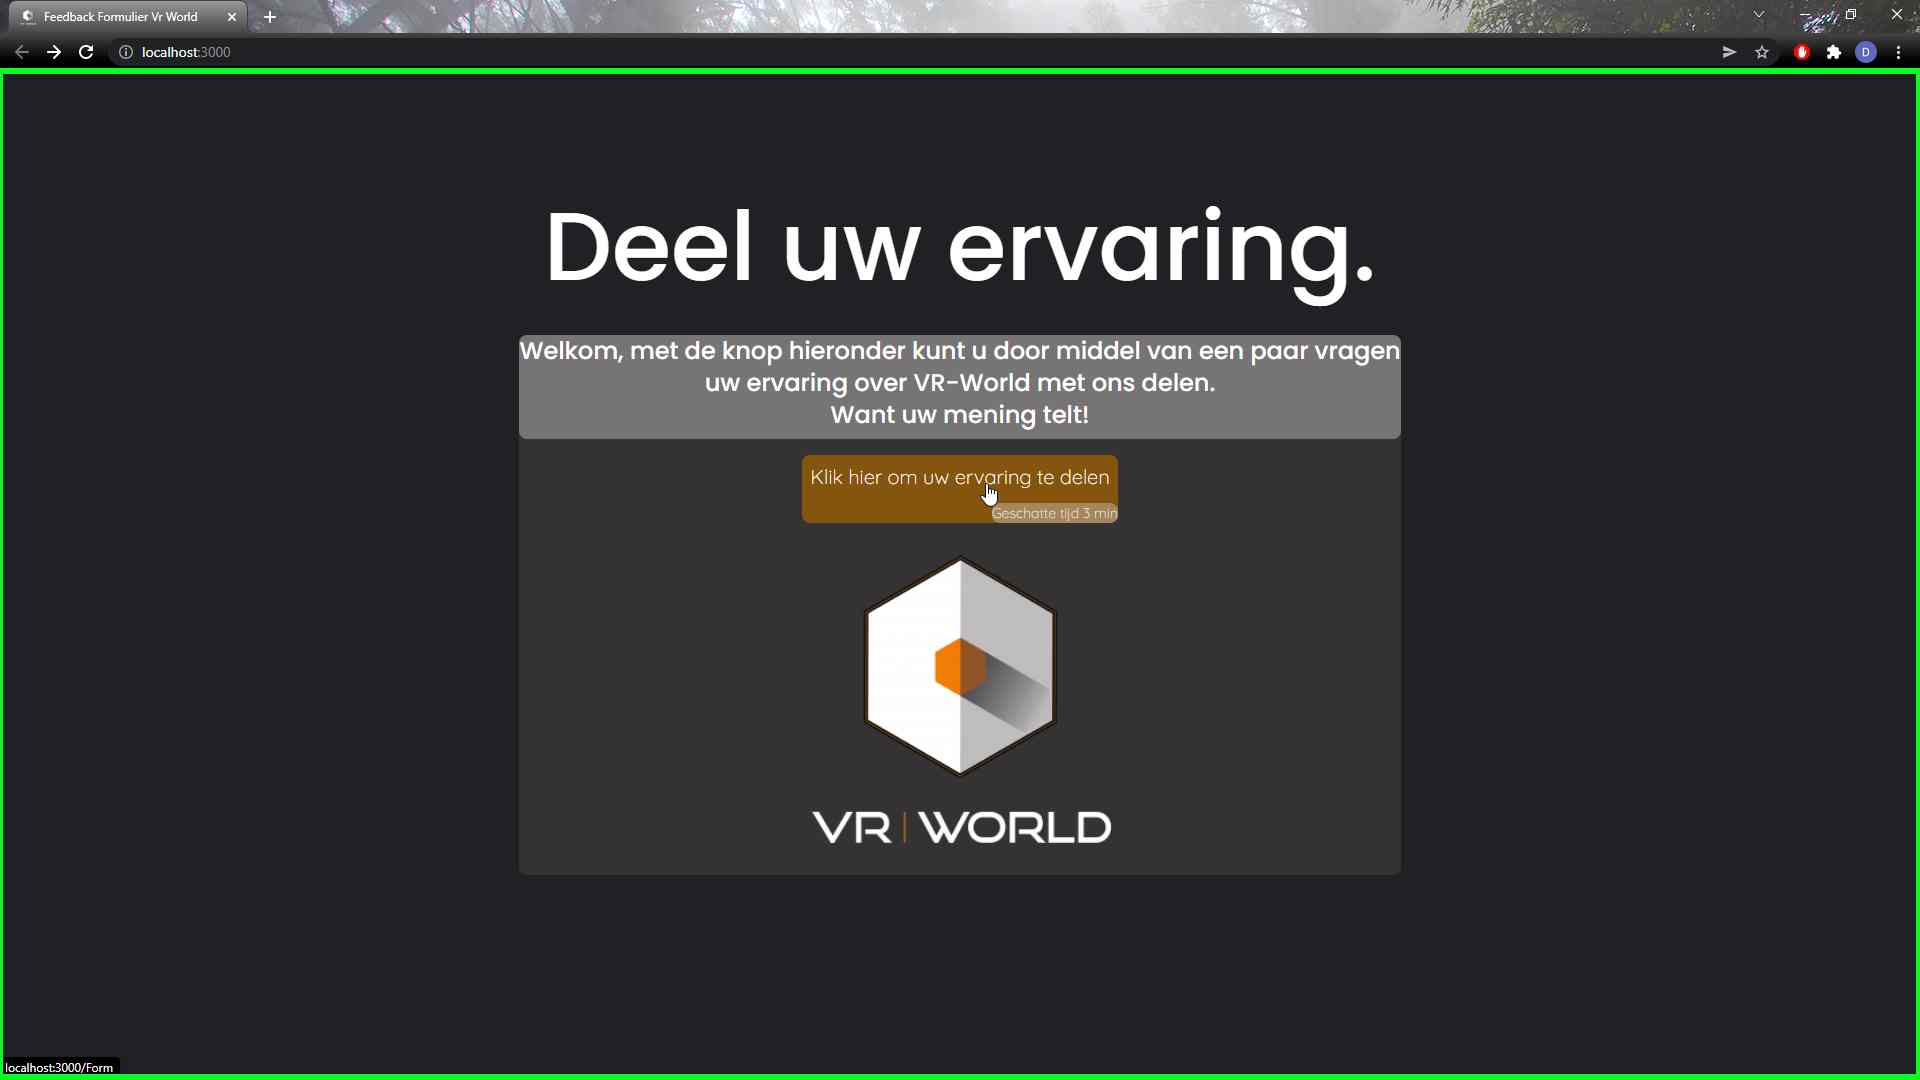 Feedback Formulier Vr World
localhost:3000
D
Deel uw ervaring.
Welkom, met de knop hieronder kunt u door middel van een paar vragen
uw ervaring over VR-World met ons delen.
Want uw mening telt!
Klik hier om uw ervaring te delen
Geschatte tijd 3 min
VR | WORLD
localhost:3000/Form